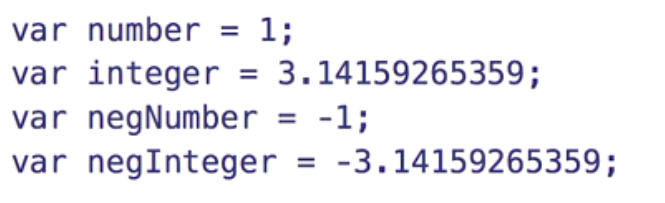 var number = 1;
var integer = 3.14159265359;
var negNumber = -1;
var negInteger = -3.14159265359;